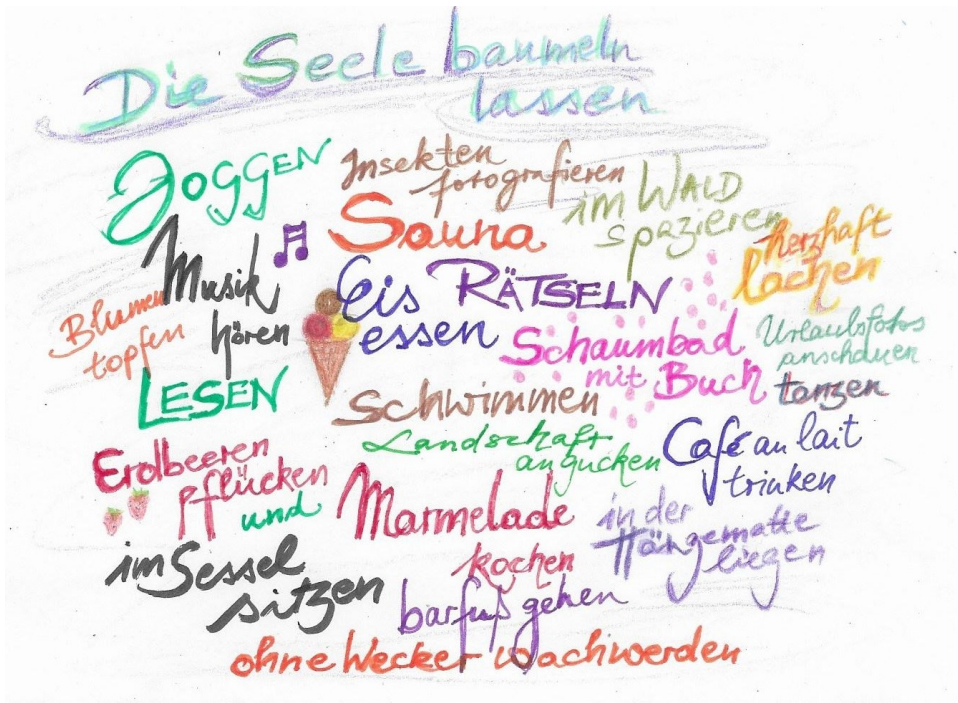 Die Seele baumeln
lassen
JOGGEN
Insekten
fotografieren
im WALD
spazieren
Sauna
herzhaft
lachen
Musik
hören
Blumen
topfen
Eis
essen
RÄTSELN
Schaumbad
mit Buch
Urlaubsfotos
anschauen
tanzen
LESEN
Schwimmen
Landschaft
angucken
Café au lait
trinken
Erdbeeren
pflücken
und
Marmelade
kochen
in der
Hängematte
liegen
im Sessel
sitzen
barfuß gehen
ohne Wecker wachwerden